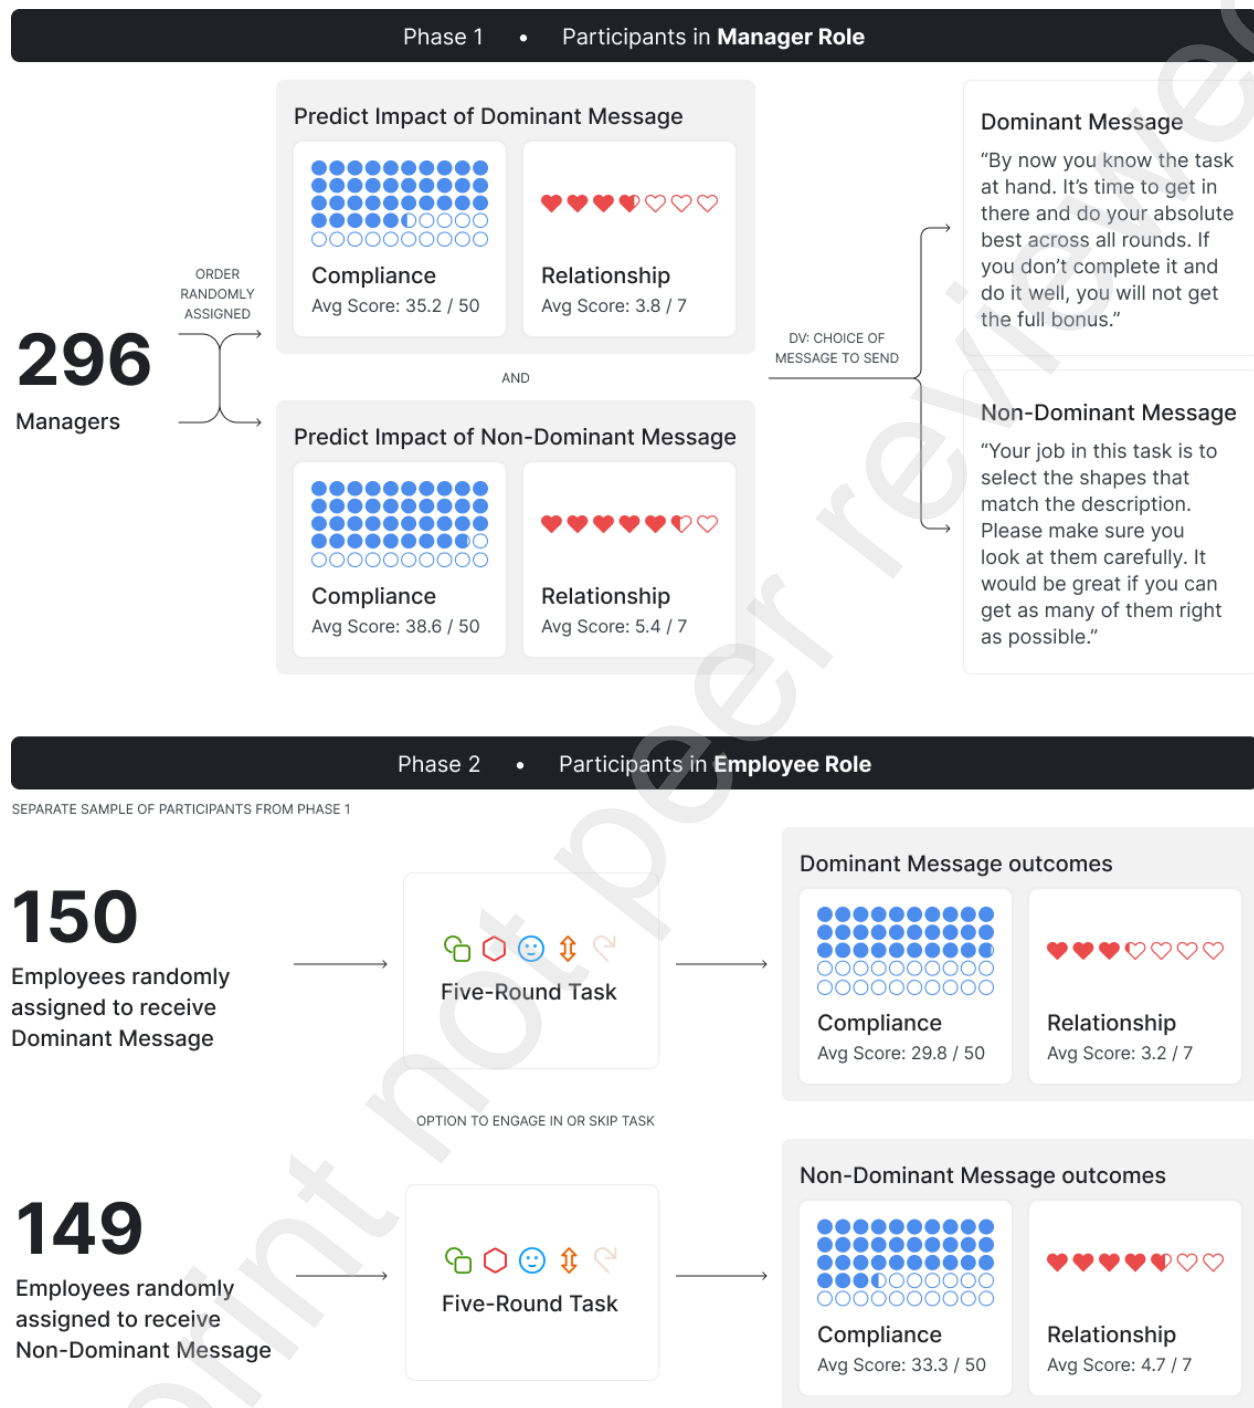 Phase 1 • Participants in Manager Role
296
Managers
ORDER
RANDOMLY
ASSIGNED
Predict Impact of Dominant Message
Compliance
Avg Score: 35.2 / 50
Relationship
Avg Score: 3.8 / 7
AND
Predict Impact of Non-Dominant Message
Compliance
Avg Score: 38.6 / 50
Relationship
Avg Score: 5.4 / 7
DV: CHOICE OF
MESSAGE TO SEND
Dominant Message
“By now you know the task
at hand. It’s time to get in
there and do your absolute
best across all rounds. If
you don’t complete it and
do it well, you will not get
the full bonus.”
Non-Dominant Message
“Your job in this task is to
select the shapes that
match the description.
Please make sure you
look at them carefully. It
would be great if you can
get as many of them right
as possible.”
Phase 2 • Participants in Employee Role
SEPARATE SAMPLE OF PARTICIPANTS FROM PHASE 1
150
Employees randomly
assigned to receive
Dominant Message
Five-Round Task
Dominant Message outcomes
Compliance
Avg Score: 29.8 / 50
Relationship
Avg Score: 3.2 / 7
OPTION TO ENGAGE IN OR SKIP TASK
149
Employees randomly
assigned to receive
Non-Dominant Message
Five-Round Task
Non-Dominant Message outcomes
Compliance
Avg Score: 33.3 / 50
Relationship
Avg Score: 4.7 / 7
print not peer reviewed